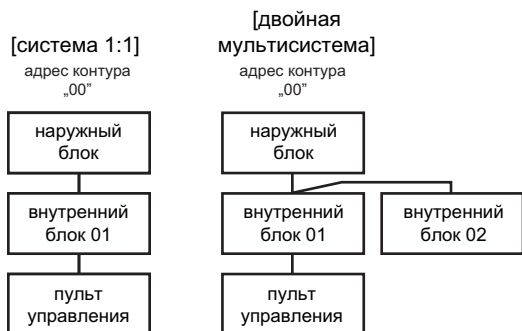 [система 1:1]
адрес контура
„00”
наружный
блок
внутренний
блок 01
пульт
управления
[двойная
мультисистема]
адрес контура
„00”
наружный
блок
внутренний
блок 01
внутренний
блок 02
пульт
управления